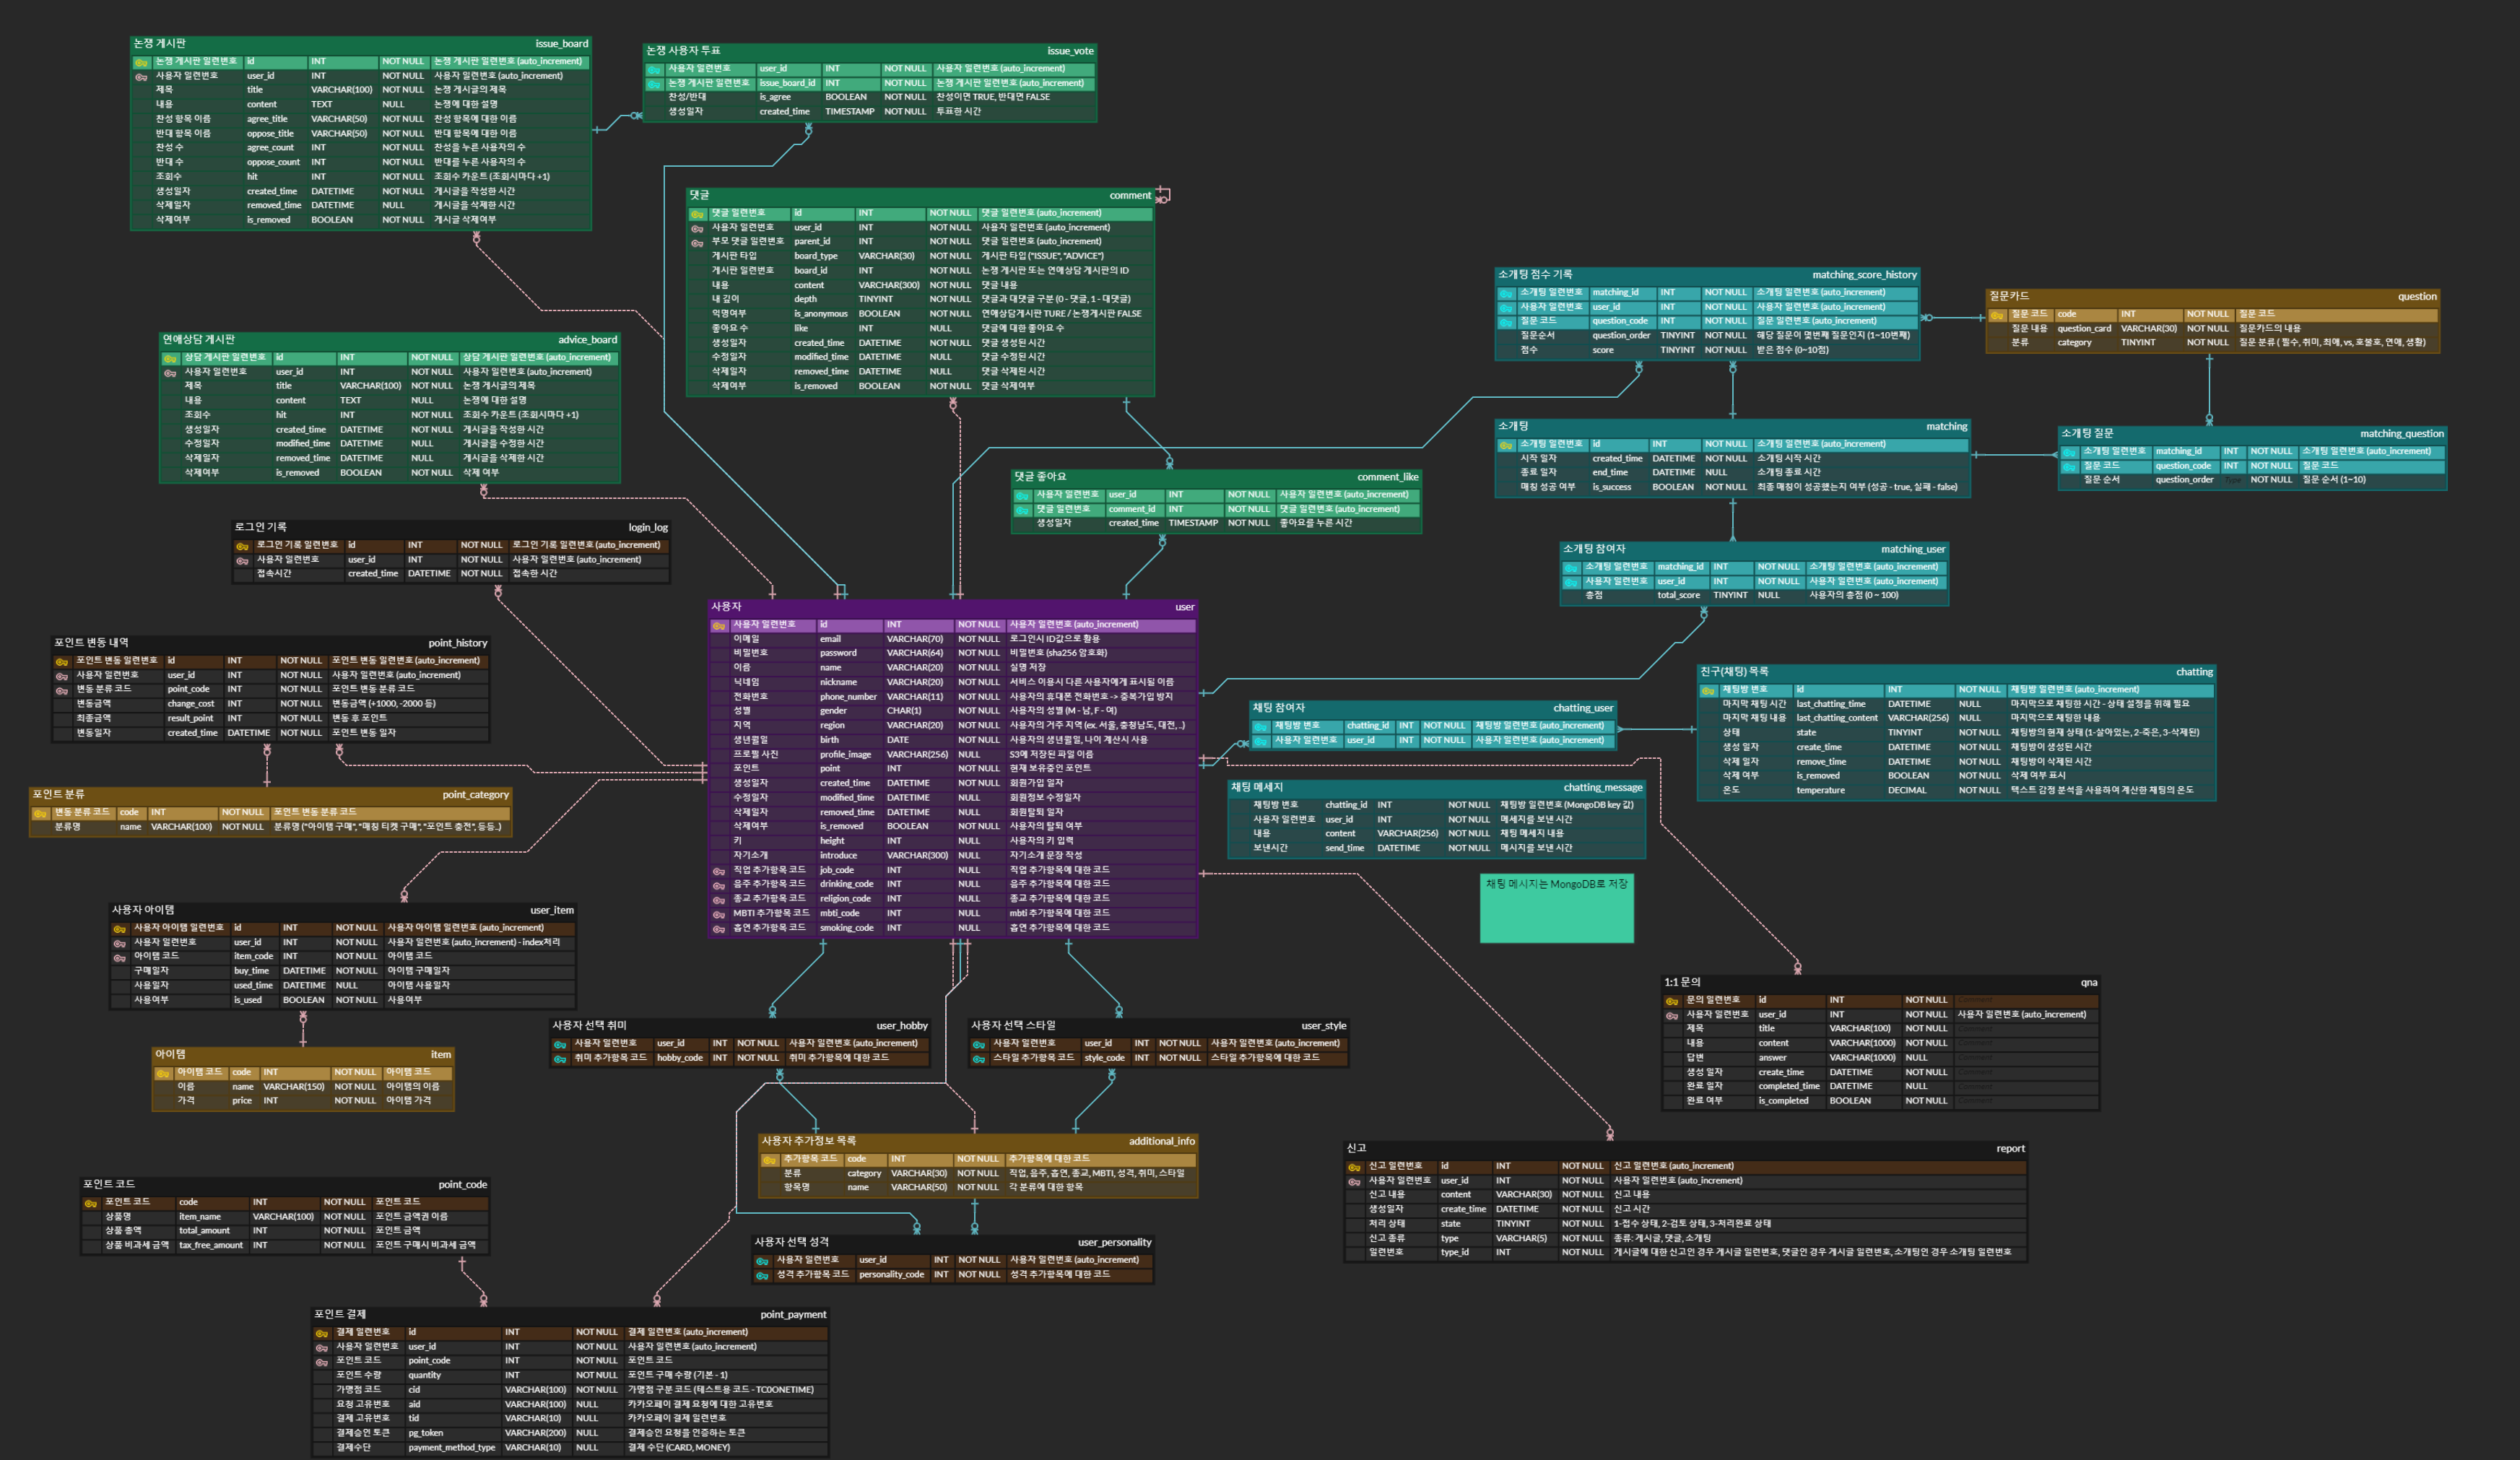 논쟁 게시판 issue_board
논쟁 게시판 일련번호 id INT NOT NULL 논쟁 게시판 일련번호 (auto_increment)
사용자 일련번호 user_id INT NOT NULL 사용자 일련번호 (auto_increment)
제목 title VARCHAR(100) NOT NULL 논쟁 게시글의 제목
내용 content TEXT NULL 논쟁에 대한 설명
찬성 항목 이름 agree_title VARCHAR(50) NOT NULL 찬성 항목에 대한 이름
반대 항목 이름 oppose_title VARCHAR(50) NOT NULL 반대 항목에 대한 이름
찬성 수 agree_count INT NOT NULL 찬성을 누른 사용자의 수
반대 수 oppose_count INT NOT NULL 반대를 누른 사용자의 수
조회수 hit INT NOT NULL 조회수 카운트 (조회시마다 +1)
생성일자 created_time DATETIME NOT NULL 게시글을 작성한 시간
삭제일자 removed_time DATETIME NULL 게시글을 삭제한 시간
삭제여부 is_removed BOOLEAN NOT NULL 게시글 삭제여부
논쟁 사용자 투표 issue_vote
사용자 일련번호 user_id INT NOT NULL 사용자 일련번호 (auto_increment)
논쟁 게시판 일련번호 issue_board_id INT NOT NULL 논쟁 게시판 일련번호 (auto_increment)
찬성/반대 is_agree BOOLEAN NOT NULL 찬성이면 TRUE, 반대면 FALSE
생성일자 created_time TIMESTAMP NOT NULL 투표한 시간
댓글 comment
댓글 일련번호 id INT NOT NULL 댓글 일련번호 (auto_increment)
사용자 일련번호 user_id INT NOT NULL 사용자 일련번호 (auto_increment)
부모 댓글 일련번호 parent_id INT NOT NULL 댓글 일련번호 (auto_increment)
게시판 타입 board_type VARCHAR(30) NOT NULL 게시판 타입 ("ISSUE", "ADVICE")
게시판 일련번호 board_id INT NOT NULL 논쟁 게시판 또는 연애상담 게시판의 ID
내용 content VARCHAR(300) NOT NULL 댓글 내용
내 깊이 depth TINYINT NOT NULL 댓글과 대댓글 구분 (0 - 댓글, 1 - 대댓글)
익명여부 is_anonymous BOOLEAN NOT NULL 연애상담게시판 TURE / 논쟁게시판 FALSE
좋아요 수 like INT NULL 댓글에 대한 좋아요 수
생성일자 created_time DATETIME NOT NULL 댓글 생성된 시간
수정일자 modified_time DATETIME NULL 댓글 수정된 시간
삭제일자 removed_time DATETIME NULL 댓글 삭제된 시간
삭제여부 is_removed BOOLEAN NOT NULL 댓글 삭제여부
소개팅 점수 기록 matching_score_history
소개팅 일련번호 matching_id INT NOT NULL 소개팅 일련번호 (auto_increment)
사용자 일련번호 user_id INT NOT NULL 사용자 일련번호 (auto_increment)
질문 코드 question_code INT NOT NULL 질문 일련번호 (auto_increment)
질문순서 question_order TINYINT NOT NULL 해당 질문이 몇번째 질문인지 (1~10번째)
점수 score TINYINT NOT NULL 받은 점수 (0~10점)
질문카드 question
질문 코드 code INT NOT NULL 질문 코드
질문 내용 question_card VARCHAR(30) NOT NULL 질문카드의 내용
분류 category TINYINT NOT NULL 질문 분류 ( 필수, 취미, 최애, vs, 호불호, 연애, 생활)
연애상담 게시판 advice_board
상담 게시판 일련번호 id INT NOT NULL 상담 게시판 일련번호 (auto_increment)
사용자 일련번호 user_id INT NOT NULL 사용자 일련번호 (auto_increment)
제목 title VARCHAR(100) NOT NULL 논쟁 게시글의 제목
내용 content TEXT NULL 논쟁에 대한 설명
조회수 hit INT NOT NULL 조회수 카운트 (조회시마다 +1)
생성일자 created_time DATETIME NOT NULL 게시글을 작성한 시간
수정일자 modified_time DATETIME NULL 게시글을 수정한 시간
삭제일자 removed_time DATETIME NULL 게시글을 삭제한 시간
삭제여부 is_removed BOOLEAN NOT NULL 삭제 여부
소개팅 matching
소개팅 일련번호 id INT NOT NULL 소개팅 일련번호 (auto_increment)
시작 일자 created_time DATETIME NOT NULL 소개팅 시작 시간
종료 일자 end_time DATETIME NULL 소개팅 종료 시간
매칭 성공 여부 is_success BOOLEAN NOT NULL 최종 매칭이 성공했는지 여부 (성공 - true, 실패 - false)
소개팅 질문 matching_question
소개팅 일련번호 matching_id INT NOT NULL 소개팅 일련번호 (auto_increment)
질문 코드 question_code INT NOT NULL 질문 코드
질문 순서 question_order Type NOT NULL 질문 순서 (1~10)
댓글 좋아요 comment_like
사용자 일련번호 user_id INT NOT NULL 사용자 일련번호 (auto_increment)
댓글 일련번호 comment_id INT NOT NULL 댓글 일련번호 (auto_increment)
생성일자 created_time TIMESTAMP NOT NULL 좋아요를 누른 시간
로그인 기록 login_log
로그인 기록 일련번호 id INT NOT NULL 로그인 기록 일련번호 (auto_increment)
사용자 일련번호 user_id INT NOT NULL 사용자 일련번호 (auto_increment)
접속시간 created_time DATETIME NOT NULL 접속한 시간
소개팅 참여자 matching_user
소개팅 일련번호 matching_id INT NOT NULL 소개팅 일련번호 (auto_increment)
사용자 일련번호 user_id INT NOT NULL 사용자 일련번호 (auto_increment)
총점 total_score TINYINT NULL 사용자의 총점 (0 ~ 100)
사용자 user
사용자 일련번호 id INT NOT NULL 사용자 일련번호 (auto_increment)
이메일 email VARCHAR(70) NOT NULL 로그인시 ID값으로 활용
비밀번호 password VARCHAR(64) NOT NULL 비밀번호 (sha256 암호화)
이름 name VARCHAR(20) NOT NULL 실명 저장
닉네임 nickname VARCHAR(20) NOT NULL 서비스 이용시 다른 사용자에게 표시될 이름
전화번호 phone_number VARCHAR(11) NOT NULL 사용자의 휴대폰 전화번호 -> 중복가입 방지
성별 gender CHAR(1) NOT NULL 사용자의 성별 (M - 남, F - 여)
지역 region VARCHAR(20) NOT NULL 사용자의 거주 지역 (ex. 서울, 충청남도, 대전, ..)
생년월일 birth DATE NOT NULL 사용자의 생년월일, 나이 계산시 사용
프로필 사진 profile_image VARCHAR(256) NULL S3에 저장된 파일 이름
포인트 point INT NOT NULL 현재 보유중인 포인트
생성일자 created_time DATETIME NOT NULL 회원가입 일자
수정일자 modified_time DATETIME NULL 회원정보 수정일자
삭제일자 removed_time DATETIME NULL 회원탈퇴 일자
삭제여부 is_removed BOOLEAN NOT NULL 사용자의 탈퇴 여부
키 height INT NULL 사용자의 키 입력
자기소개 introduce VARCHAR(300) NULL 자기소개 문장 작성
직업 추가항목 코드 job_code INT NULL 직업 추가항목에 대한 코드
음주 추가항목 코드 drinking_code INT NULL 음주 추가항목에 대한 코드
종교 추가항목 코드 religion_code INT NULL 종교 추가항목에 대한 코드
MBTI 추가항목 코드 mbti_code INT NULL mbti 추가항목에 대한 코드
흡연 추가항목 코드 smoking_code INT NULL 흡연 추가항목에 대한 코드
포인트 변동 내역 point_history
포인트 변동 일련번호 id INT NOT NULL 포인트 변동 일련번호 (auto_increment)
사용자 일련번호 user_id INT NOT NULL 사용자 일련번호 (auto_increment)
변동 분류 코드 point_code INT NOT NULL 포인트 변동 분류 코드
변동금액 change_cost INT NOT NULL 변동금액 (+1000, -2000 등)
최종금액 result_point INT NOT NULL 변동 후 포인트
변동일자 created_time DATETIME NOT NULL 포인트 변동 일자
친구(채팅) 목록 chatting
채팅방 번호 id INT NOT NULL 채팅방 일련번호 (auto_increment)
마지막 채팅 시간 last_chatting_time DATETIME NULL 마지막으로 채팅한 시간 - 상태 설정을 위해 필요
마지막 채팅 내용 last_chatting_content VARCHAR(256) NULL 마지막으로 채팅한 내용
상태 state TINYINT NOT NULL 채팅방의 현재 상태 (1-살아있는, 2-죽은, 3-삭제된)
생성 일자 create_time DATETIME NOT NULL 채팅방이 생성된 시간
삭제 일자 remove_time DATETIME NOT NULL 채팅방이 삭제된 시간
삭제 여부 is_removed BOOLEAN NOT NULL 삭제 여부 표시
온도 temperature DECIMAL NOT NULL 텍스트 감정 분석을 사용하여 계산한 채팅의 온도
채팅 참여자 chatting_user
채팅방 번호 chatting_id INT NOT NULL 채팅방 일련번호 (auto_increment)
사용자 일련번호 user_id INT NOT NULL 사용자 일련번호 (auto_increment)
채팅 메세지 chatting_message
채팅방 번호 chatting_id INT NOT NULL 채팅방 일련번호 (MongoDB key 값)
사용자 일련번호 user_id INT NOT NULL 메세지를 보낸 시간
내용 content VARCHAR(256) NOT NULL 채팅 메세지 내용
보낸시간 send_time DATETIME NOT NULL 메시지를 보낸 시간
포인트 분류 point_category
변동 분류 코드 code INT NOT NULL 포인트 변동 분류 코드
분류명 name VARCHAR(100) NOT NULL 분류명 ("아이템 구매", "매칭 티켓 구매", "포인트 충전", 등등..)
채팅 메시지는 MongoDB로 저장
사용자 아이템 user_item
사용자 아이템 일련번호 id INT NOT NULL 사용자 아이템 일련번호 (auto_increment)
사용자 일련번호 user_id INT NOT NULL 사용자 일련번호 (auto_increment) - index처리
아이템 코드 item_code INT NOT NULL 아이템 코드
구매일자 buy_time DATETIME NOT NULL 아이템 구매일자
사용일자 used_time DATETIME NULL 아이템 사용일자
사용여부 is_used BOOLEAN NOT NULL 사용여부
1:1 문의 qna
문의 일련번호 id INT NOT NULL Comment
사용자 일련번호 user_id INT NOT NULL 사용자 일련번호 (auto_increment)
제목 title VARCHAR(100) NOT NULL Comment
내용 content VARCHAR(1000) NOT NULL Comment
답변 answer VARCHAR(1000) NULL Comment
생성 일자 create_time DATETIME NOT NULL Comment
완료 일자 completed_time DATETIME NULL Comment
완료 여부 is_completed BOOLEAN NOT NULL Comment
사용자 선택 취미 user_hobby
사용자 일련번호 user_id INT NOT NULL 사용자 일련번호 (auto_increment)
취미 추가항목 코드 hobby_code INT NOT NULL 취미 추가항목에 대한 코드
사용자 선택 스타일 user_style
사용자 일련번호 user_id INT NOT NULL 사용자 일련번호 (auto_increment)
스타일 추가항목 코드 style_code INT NOT NULL 스타일 추가항목에 대한 코드
아이템 item
아이템 코드 code INT NOT NULL 아이템 코드
이름 name VARCHAR(150) NOT NULL 아이템의 이름
가격 price INT NOT NULL 아이템 가격
사용자 추가정보 목록 additional_info
추가항목 코드 code INT NOT NULL 추가항목에 대한 코드
분류 category VARCHAR(30) NOT NULL 직업, 음주, 흡연, 종교, MBTI, 성격, 취미, 스타일
항목명 name VARCHAR(50) NOT NULL 각 분류에 대한 항목
신고 report
신고 일련번호 id INT NOT NULL 신고 일련번호 (auto_increment)
사용자 일련번호 user_id INT NOT NULL 사용자 일련번호 (auto_increment)
신고 내용 content VARCHAR(30) NOT NULL 신고 내용
생성일자 create_time DATETIME NOT NULL 신고 시간
처리 상태 state TINYINT NOT NULL 1-접수 상태, 2-검토 상태, 3-처리완료 상태
신고 종류 type VARCHAR(5) NOT NULL 종류: 게시글, 댓글, 소개팅
일련번호 type_id INT NOT NULL 게시글에 대한 신고인 경우 게시글 일련번호, 댓글인 경우 게시글 일련번호, 소개팅인 경우 소개팅 일련번호
포인트 코드 point_code
포인트 코드 code INT NOT NULL 포인트 코드
상품명 item_name VARCHAR(100) NOT NULL 포인트 금액권 이름
상품 총액 total_amount INT NOT NULL 포인트 금액
상품 비과세 금액 tax_free_amount INT NOT NULL 포인트 구매시 비과세 금액
사용자 선택 성격 user_personality
사용자 일련번호 user_id INT NOT NULL 사용자 일련번호 (auto_increment)
성격 추가항목 코드 personality_code INT NOT NULL 성격 추가항목에 대한 코드
포인트 결제 point_payment
결제 일련번호 id INT NOT NULL 결제 일련번호 (auto_increment)
사용자 일련번호 user_id INT NOT NULL 사용자 일련번호 (auto_increment)
포인트 코드 point_code INT NOT NULL 포인트 코드
포인트 수량 quantity INT NOT NULL 포인트 구매 수량 (기본 - 1)
가맹점 코드 cid VARCHAR(100) NOT NULL 가맹점 구분 코드 (테스트용 코드 - TC0ONETIME)
요청 고유번호 aid VARCHAR(100) NULL 카카오페이 결제 요청에 대한 고유번호
결제 고유번호 tid VARCHAR(10) NULL 카카오페이 결제 일련번호
결제승인 토큰 pg_token VARCHAR(200) NULL 결제승인 요청을 인증하는 토큰
결제수단 payment_method_type VARCHAR(10) NULL 결제 수단 (CARD, MONEY)